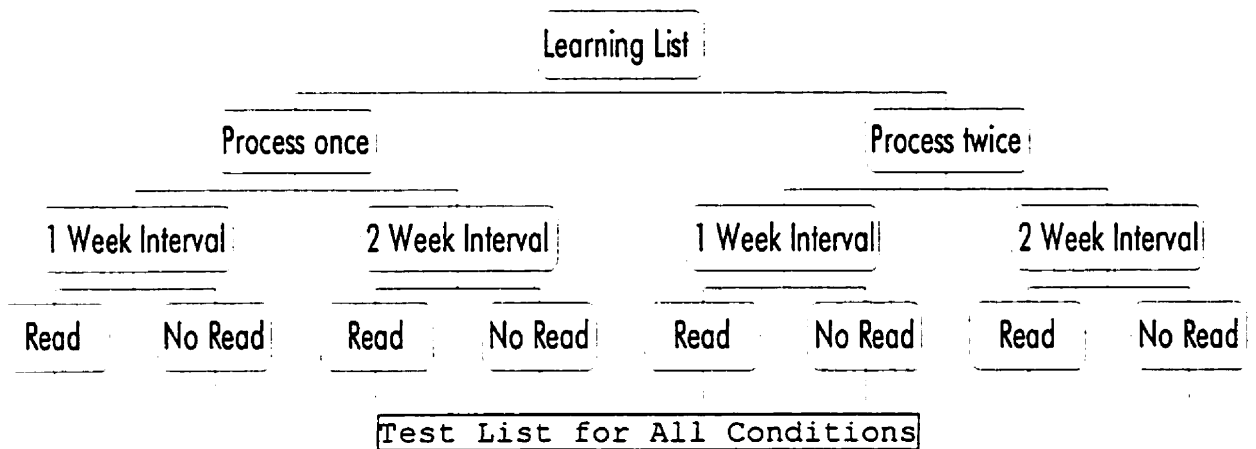 Learning List
Process once Process twice
1 Week Interval 2 Week Interval 1 Week Interval 2 Week Interval
Read No Read Read No Read Read No Read Read No Read
Test List for All Conditions